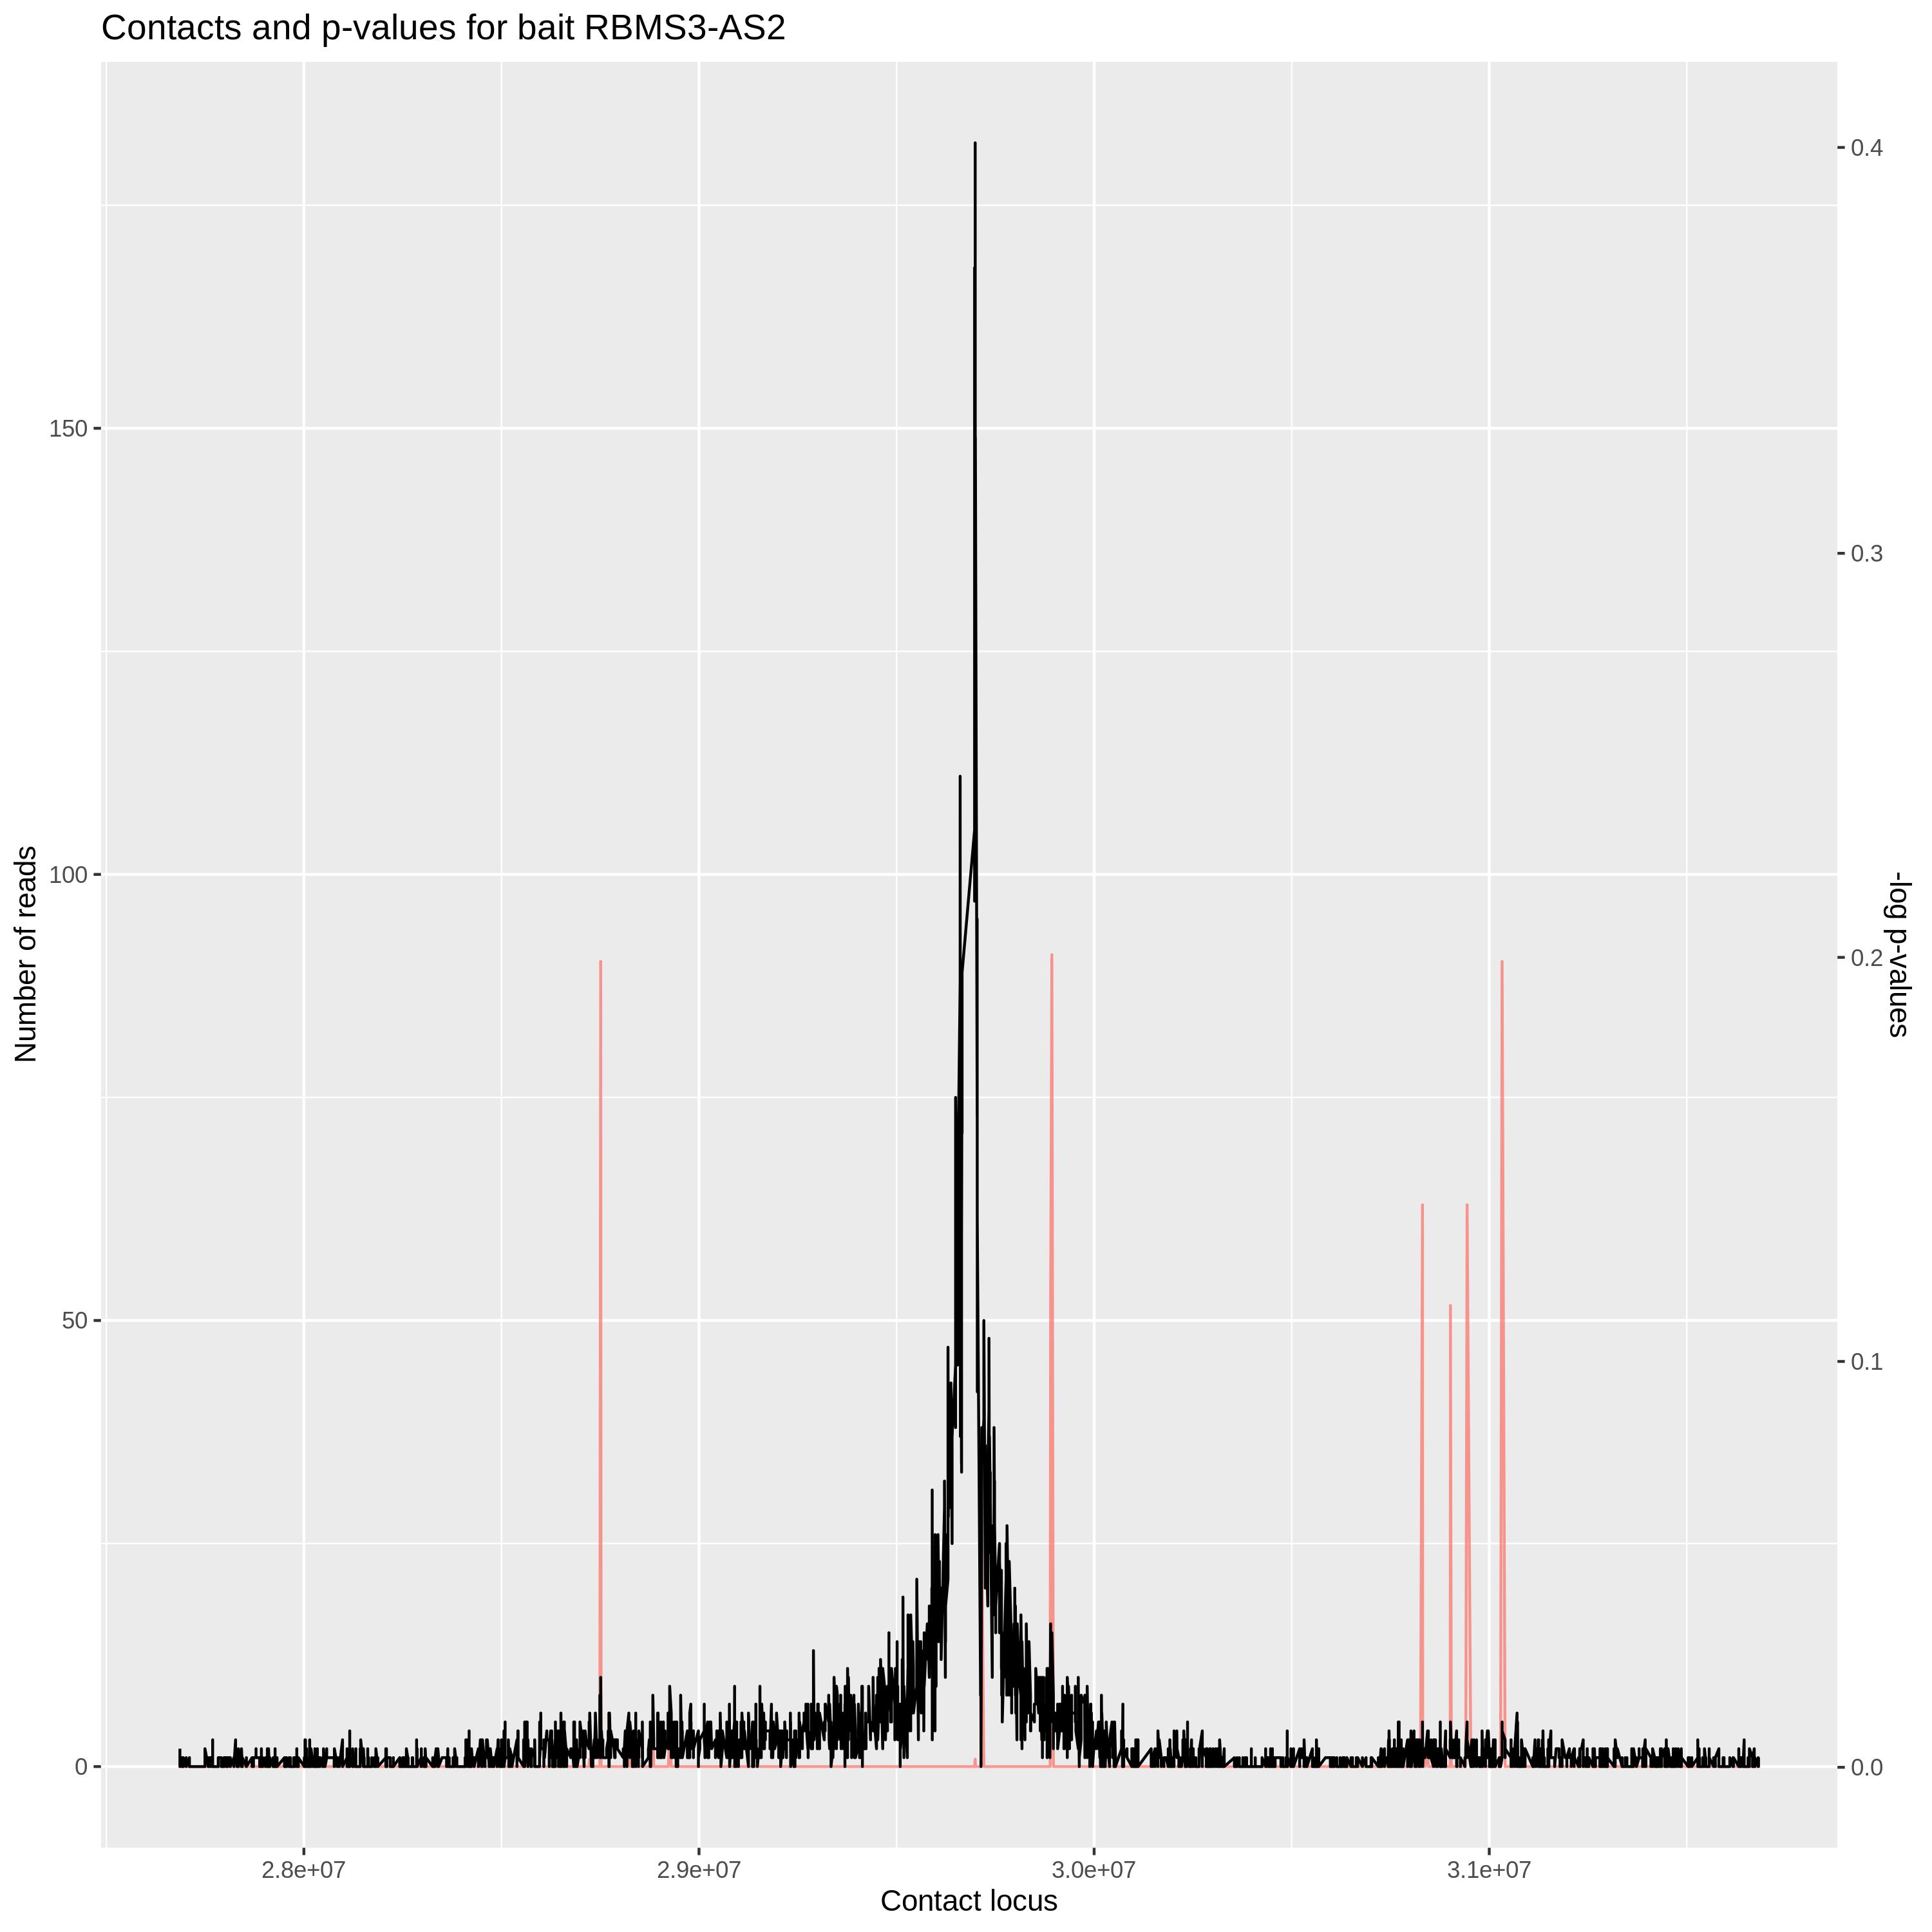 Contacts and p-values for bait RBMS3-AS2
0.4
0.3
150
100
0.2
50
0.1
0
0.0
Number of reads
-log p-values
2.8e+07 2.9e+07 3.0e+07 3.1e+07
Contact locus